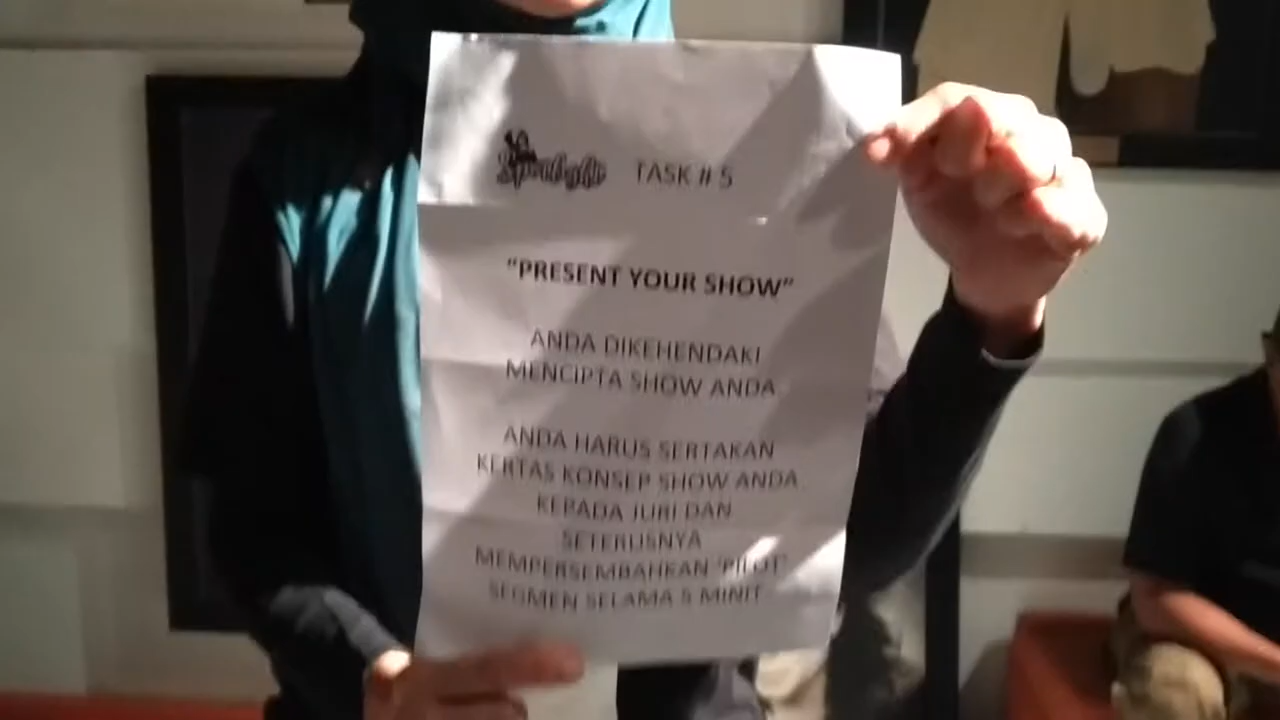 TASK # 5
“PRESENT YOUR SHOW”
ANDA DIKEHENDAKI
MENCIPTA SHOW ANDA
ANDA HARUS SERTAKAN
KERTAS KONSEP SHOW ANDA
KEPADA JURI DAN
SETERUSNYA
MEMPERSEMBAHKAN ‘PILOT’
SEGMEN SELAMA 5 MINIT